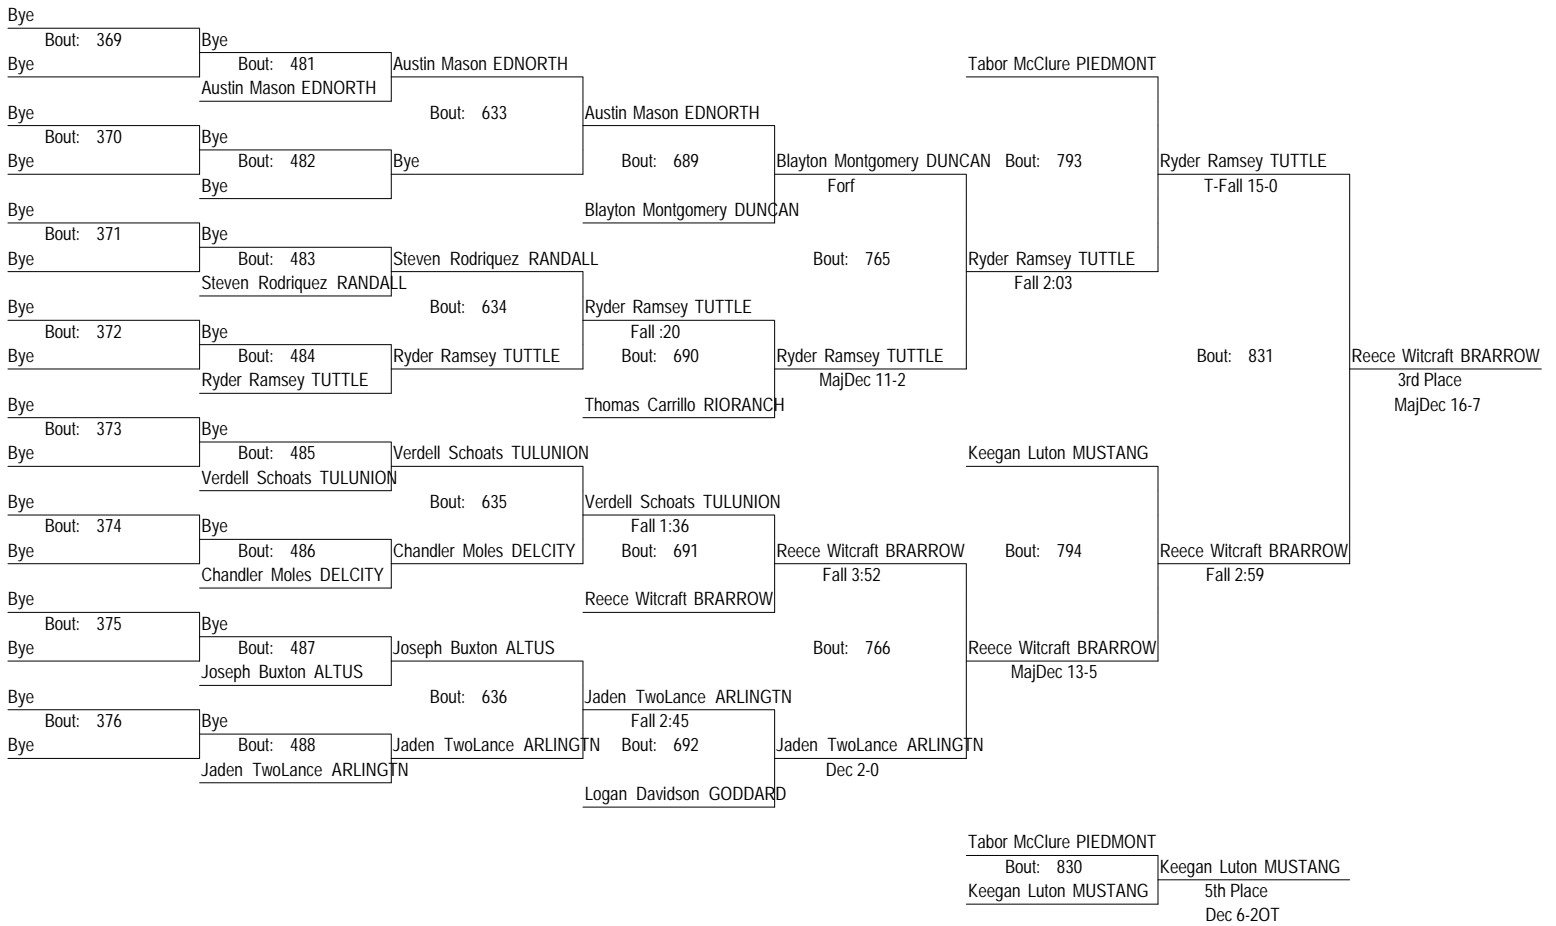 Bye
Bout: 369
Bye
Bye
Bout: 481
Austin Mason EDNORTH
Austin Mason EDNORTH
Tabor McClure PIEDMONT
Bye
Bout: 370
Bye
Bye
Bout: 482
Bye
Bout: 633
Bye
Austin Mason EDNORTH
Bout: 689
Blayton Montgomery DUNCAN
Blayton Montgomery DUNCAN
Forf
Bout: 793
Ryder Ramsey TUTTLE
T-Fall 15-0
Bye
Bout: 371
Bye
Bye
Bout: 483
Steven Rodriquez RANDALL
Steven Rodriquez RANDALL
Bout: 765
Ryder Ramsey TUTTLE
Fall 2:03
Bye
Bout: 372
Bye
Bye
Bout: 484
Ryder Ramsey TUTTLE
Bout: 634
Ryder Ramsey TUTTLE
Ryder Ramsey TUTTLE
Fall :20
Bout: 690
Thomas Carrillo RIORANCH
Ryder Ramsey TUTTLE
MajDec 11-2
Bout: 831
Reece Witcraft BRARROW
3rd Place
MajDec 16-7
Bye
Bout: 373
Bye
Bye
Bout: 485
Verdell Schoats TULUNION
Verdell Schoats TULUNION
Keegan Luton MUSTANG
Bye
Bout: 374
Bye
Bye
Bout: 486
Chandler Moles DELCITY
Bout: 635
Chandler Moles DELCITY
Verdell Schoats TULUNION
Fall 1:36
Bout: 691
Reece Witcraft BRARROW
Reece Witcraft BRARROW
Fall 3:52
Bout: 794
Reece Witcraft BRARROW
Fall 2:59
Bye
Bout: 375
Bye
Bye
Bout: 487
Joseph Buxton ALTUS
Joseph Buxton ALTUS
Bout: 766
Reece Witcraft BRARROW
MajDec 13-5
Bye
Bout: 376
Bye
Bye
Bout: 488
Jaden TwoLance ARLINGTN
Bout: 636
Jaden TwoLance ARLINGTN
Jaden TwoLance ARLINGTN
Fall 2:45
Bout: 692
Logan Davidson GODDARD
Jaden TwoLance ARLINGTN
Dec 2-0
Tabor McClure PIEDMONT
Bout: 830
Keegan Luton MUSTANG
Keegan Luton MUSTANG
5th Place
Dec 6-2OT